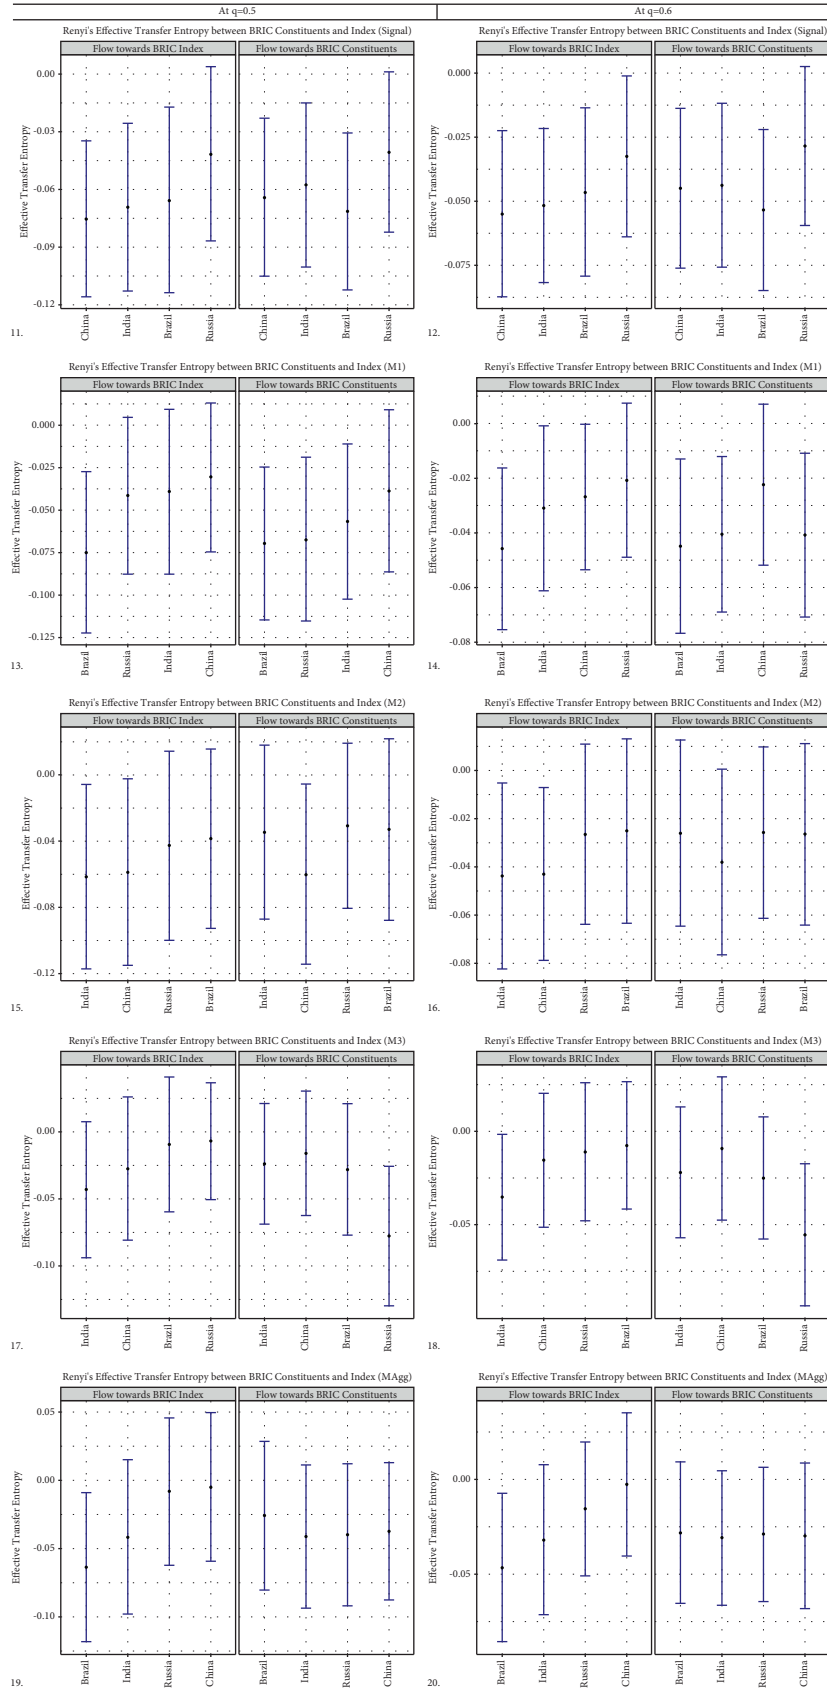 At q=0.5
At q=0.6
Renyi's Effective Transfer Entropy between BRIC Constituents and Index (Signal)
Flow towards BRIC Index
Flow towards BRIC Constituents
0.00
-0.03
-0.06
-0.09
-0.12
Effective Transfer Entropy
China
India
Brazil
Russia
China
India
Brazil
Russia
11.
Renyi's Effective Transfer Entropy between BRIC Constituents and Index (Signal)
Flow towards BRIC Index
Flow towards BRIC Constituents
0.000
-0.025
-0.050
-0.075
Effective Transfer Entropy
China
India
Brazil
Russia
China
India
Brazil
Russia
12.
Renyi's Effective Transfer Entropy between BRIC Constituents and Index (M1)
Flow towards BRIC Index
Flow towards BRIC Constituents
0.000
-0.025
-0.050
-0.075
-0.100
-0.125
Effective Transfer Entropy
Brazil
Russia
India
China
Brazil
Russia
India
China
13.
Renyi's Effective Transfer Entropy between BRIC Constituents and Index (M1)
Flow towards BRIC Index
Flow towards BRIC Constituents
0.00
-0.02
-0.04
-0.06
-0.08
Effective Transfer Entropy
Brazil
India
China
Russia
Brazil
India
China
Russia
14.
Renyi's Effective Transfer Entropy between BRIC Constituents and Index (M2)
Flow towards BRIC Index
Flow towards BRIC Constituents
0.00
-0.04
-0.08
-0.12
Effective Transfer Entropy
India
China
Russia
Brazil
India
China
Russia
Brazil
15.
Renyi's Effective Transfer Entropy between BRIC Constituents and Index (M2)
Flow towards BRIC Index
Flow towards BRIC Constituents
0.00
-0.02
-0.04
-0.06
-0.08
Effective Transfer Entropy
India
China
Russia
Brazil
India
China
Russia
Brazil
16.
Renyi's Effective Transfer Entropy between BRIC Constituents and Index (M3)
Flow towards BRIC Index
Flow towards BRIC Constituents
0.00
-0.05
-0.10
Effective Transfer Entropy
India
China
Brazil
Russia
India
China
Brazil
Russia
17.
Renyi's Effective Transfer Entropy between BRIC Constituents and Index (M3)
Flow towards BRIC Index
Flow towards BRIC Constituents
0.00
-0.05
Effective Transfer Entropy
India
China
Russia
Brazil
India
China
Brazil
Russia
18.
Renyi's Effective Transfer Entropy between BRIC Constituents and Index (MAgg)
Flow towards BRIC Index
Flow towards BRIC Constituents
0.05
0.00
-0.05
-0.10
Effective Transfer Entropy
Brazil
India
Russia
China
Brazil
India
Russia
China
19.
Renyi's Effective Transfer Entropy between BRIC Constituents and Index (MAgg)
Flow towards BRIC Index
Flow towards BRIC Constituents
0.00
-0.05
Effective Transfer Entropy
Brazil
India
Russia
China
Brazil
India
Russia
China
20.